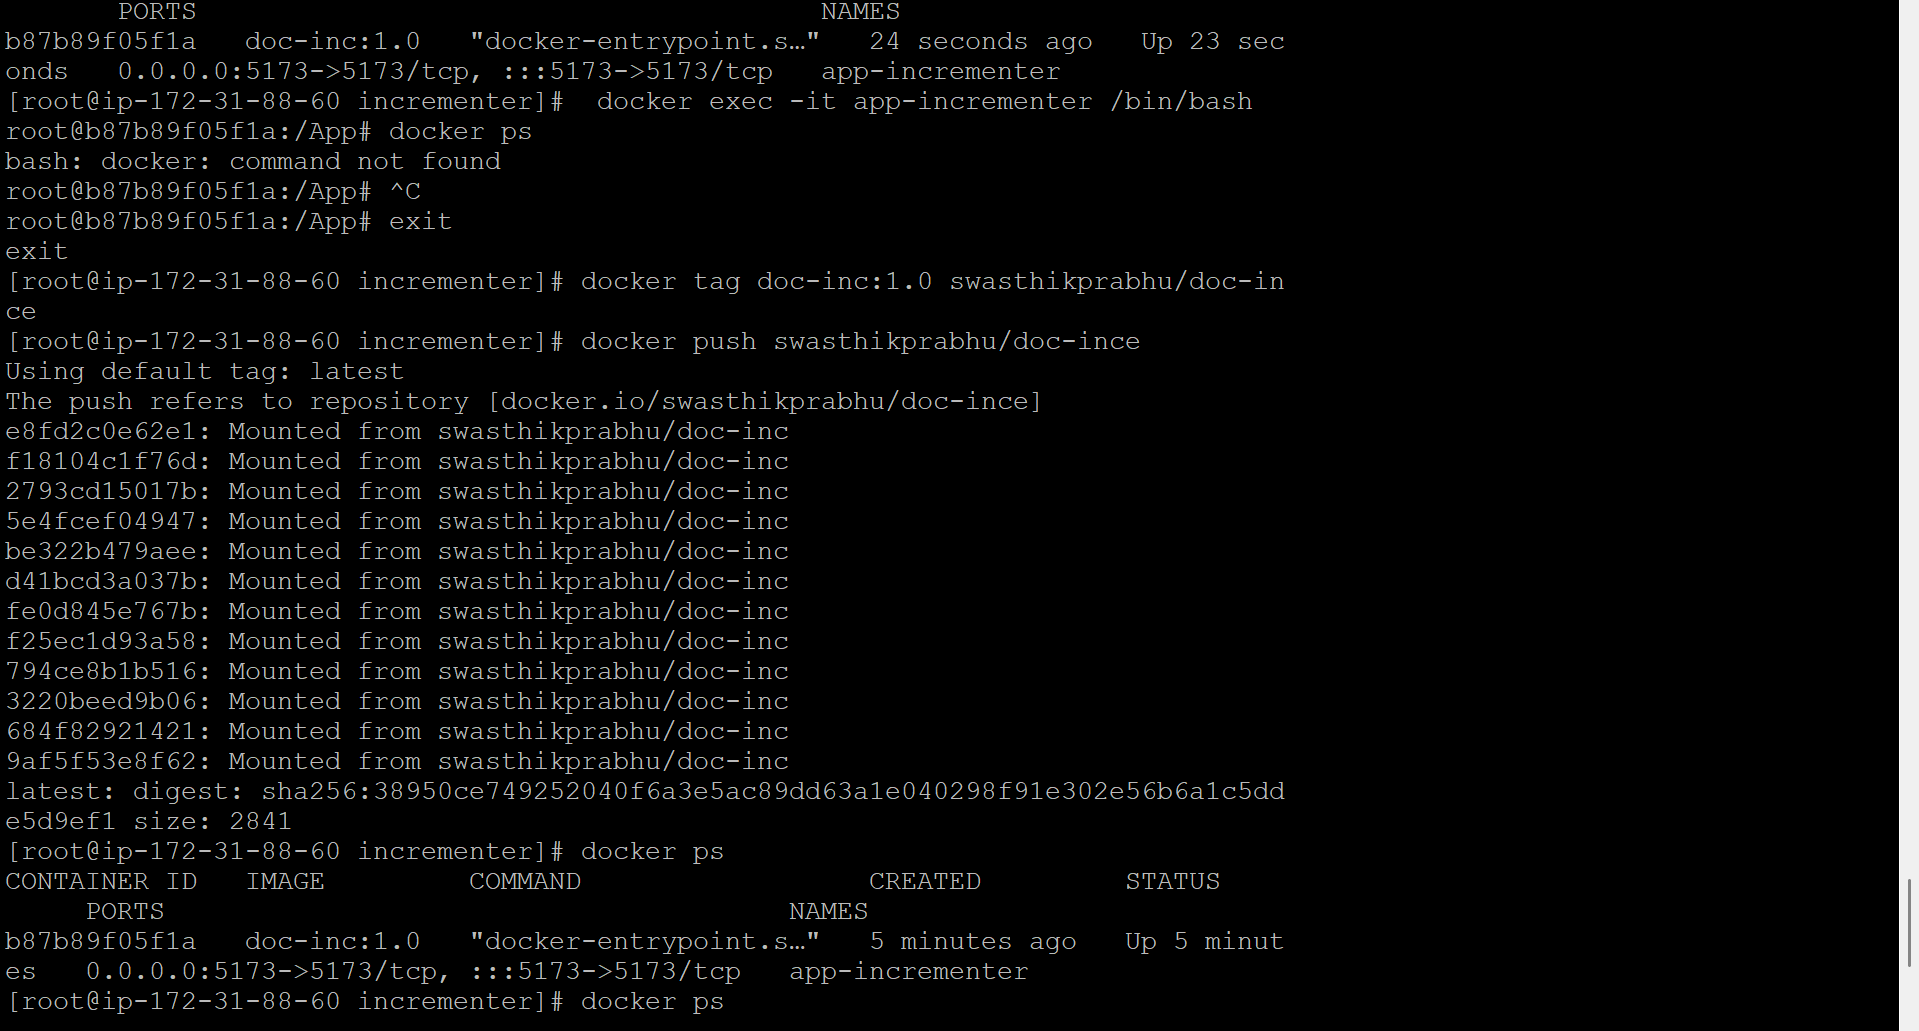 PORTS NAMES
b87b89f05f1a doc-inc:1.0 "docker-entrypoint.s…" 24 seconds ago Up 23 sec
onds 0.0.0.0:5173->5173/tcp, :::5173->5173/tcp app-incrementer
[root@ip-172-31-88-60 incrementer]#  docker exec -it app-incrementer /bin/bash
root@b87b89f05f1a:/App# docker ps
bash: docker: command not found
root@b87b89f05f1a:/App# ^C
root@b87b89f05f1a:/App# exit
exit
[root@ip-172-31-88-60 incrementer]# docker tag doc-inc:1.0 swasthikprabhu/doc-in
ce
[root@ip-172-31-88-60 incrementer]# docker push swasthikprabhu/doc-ince
Using default tag: latest
The push refers to repository [docker.io/swasthikprabhu/doc-ince]
e8fd2c0e62e1: Mounted from swasthikprabhu/doc-inc
f18104c1f76d: Mounted from swasthikprabhu/doc-inc
2793cd15017b: Mounted from swasthikprabhu/doc-inc
5e4fcef04947: Mounted from swasthikprabhu/doc-inc
be322b479aee: Mounted from swasthikprabhu/doc-inc
d41bcd3a037b: Mounted from swasthikprabhu/doc-inc
fe0d845e767b: Mounted from swasthikprabhu/doc-inc
f25ec1d93a58: Mounted from swasthikprabhu/doc-inc
794ce8b1b516: Mounted from swasthikprabhu/doc-inc
3220beed9b06: Mounted from swasthikprabhu/doc-inc
684f82921421: Mounted from swasthikprabhu/doc-inc
9af5f53e8f62: Mounted from swasthikprabhu/doc-inc
latest: digest: sha256:38950ce749252040f6a3e5ac89dd63a1e040298f91e302e56b6a1c5dd
e5d9ef1 size: 2841
[root@ip-172-31-88-60 incrementer]# docker ps
CONTAINER ID IMAGE COMMAND CREATED STATUS
PORTS NAMES
b87b89f05f1a doc-inc:1.0 "docker-entrypoint.s…" 5 minutes ago Up 5 minut
es 0.0.0.0:5173->5173/tcp, :::5173->5173/tcp app-incrementer
[root@ip-172-31-88-60 incrementer]# docker ps